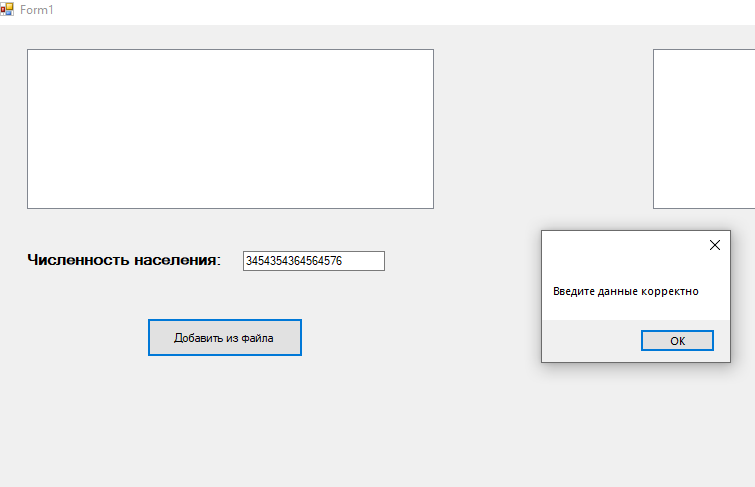 Form1
Численность населения:
3454354364564576
Добавить из файла
Введите данные корректно
OK